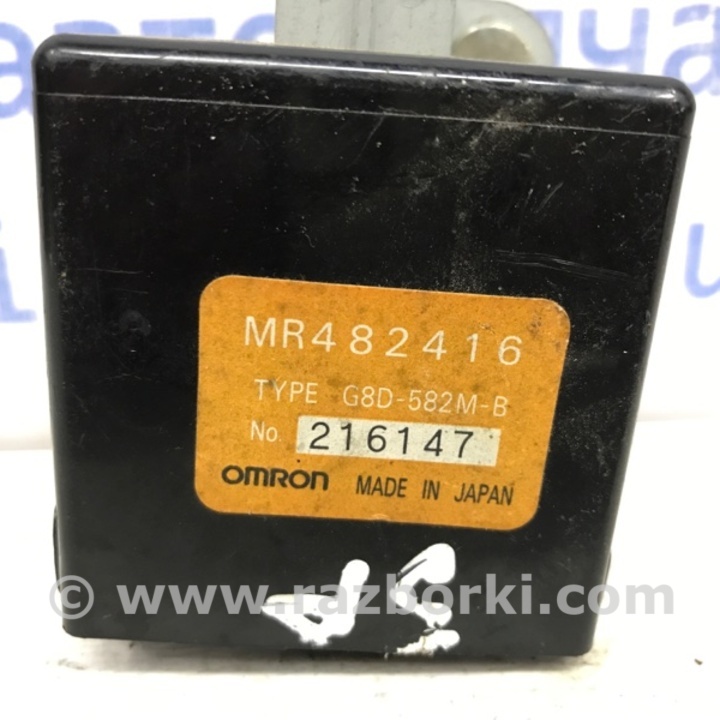 MR482416
TYPE G8D-582M-B
No. 216147
OMRON MADE IN JAPAN
© www.razborki.com